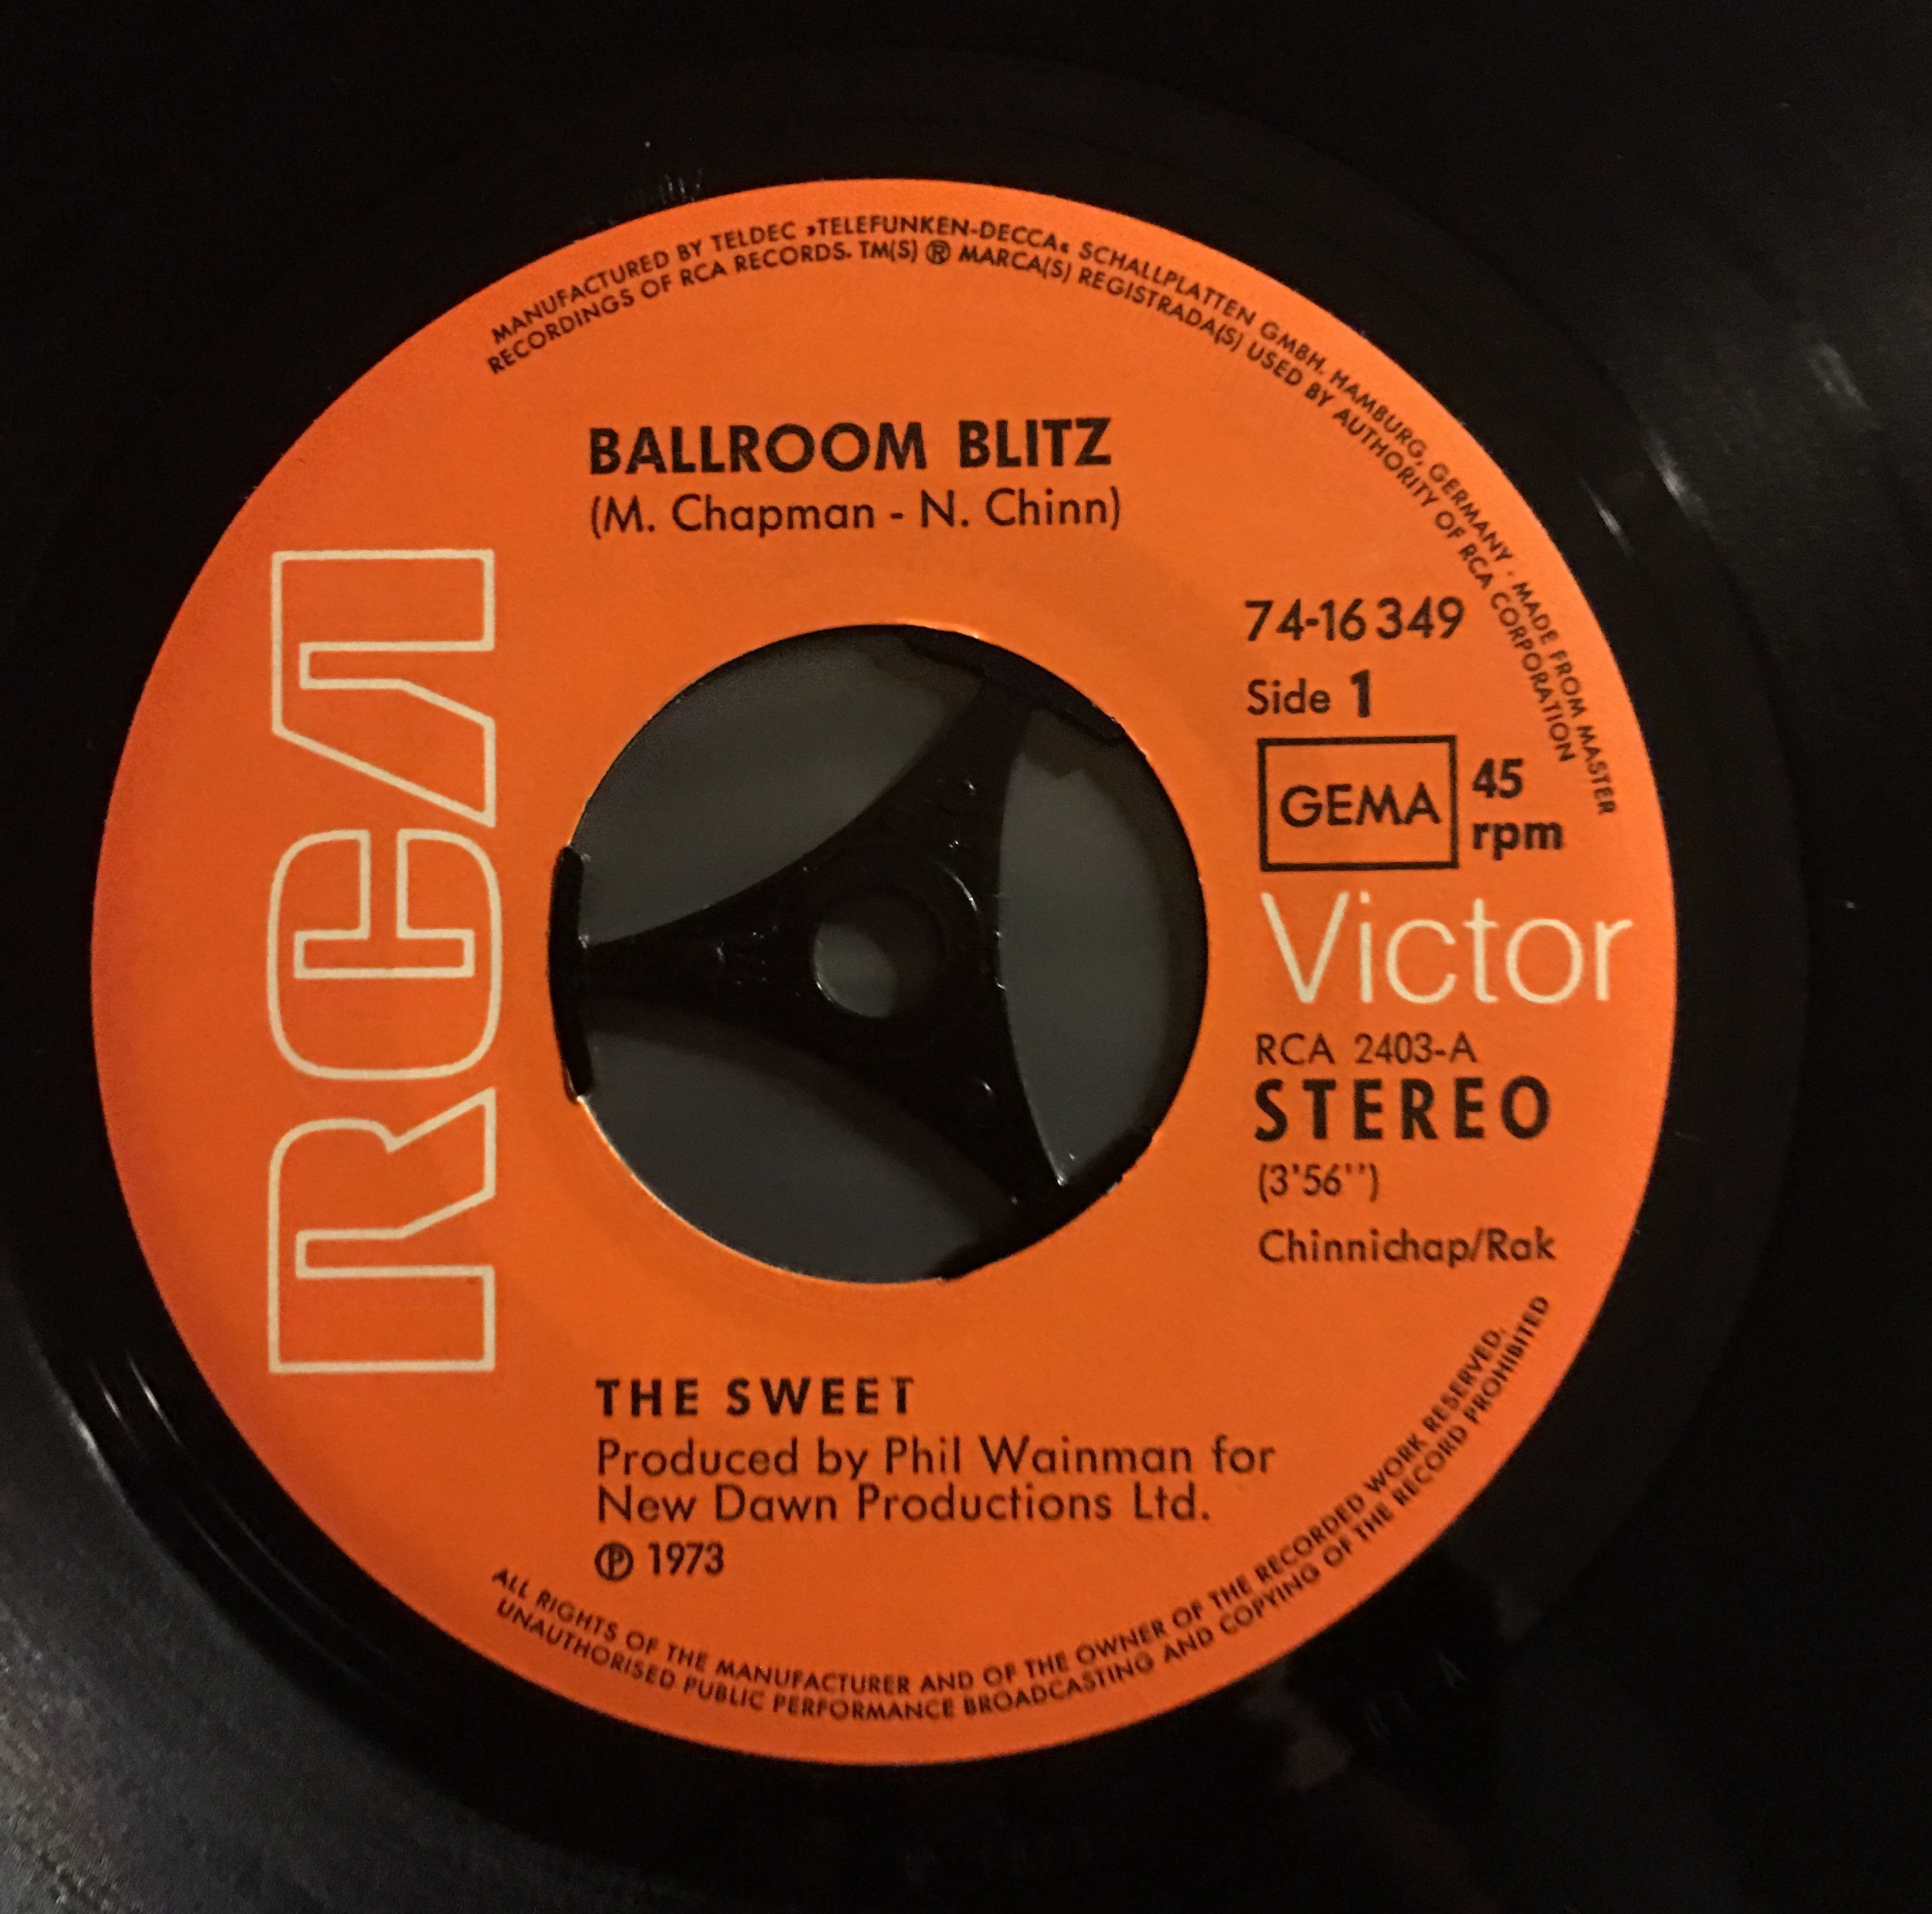 MANUFACTURED BY TELDEC »TELEFUNKEN-DECCA« SCHALLPLATTEN GMBH. HAMBURG, GERMANY · MADE FROM MASTER
RECORDINGS OF RCA RECORDS. TM(S) ® MARCA(S) REGISTRADA(S) USED BY AUTHORITY OF RCA CORPORATION
BALLROOM BLITZ
(M. Chapman - N. Chinn)
RCA
74-16 349
Side 1
GEMA
45
rpm
Victor
RCA 2403-A
STEREO
(3'56'')
Chinnichap/Rak
THE SWEET
Produced by Phil Wainman for
New Dawn Productions Ltd.
℗ 1973
ALL RIGHTS OF THE MANUFACTURER AND OF THE OWNER OF THE RECORDED WORK RESERVED.
UNAUTHORISED PUBLIC PERFORMANCE BROADCASTING AND COPYING OF THE RECORD PROHIBITED